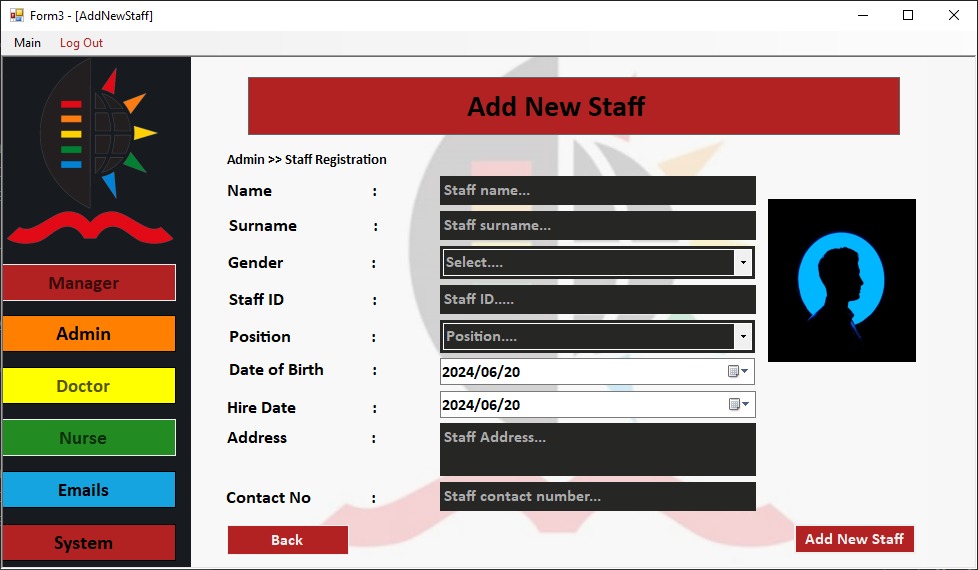 Form3 - [AddNewStaff]
Main Log Out
Add New Staff
Admin >> Staff Registration
Name : Staff name...
Surname : Staff surname...
Gender : Select....
Staff ID : Staff ID.....
Position : Position....
Date of Birth : 2024/06/20
Hire Date : 2024/06/20
Address : Staff Address...
Contact No : Staff contact number...
Back
Add New Staff
Manager
Admin
Doctor
Nurse
Emails
System